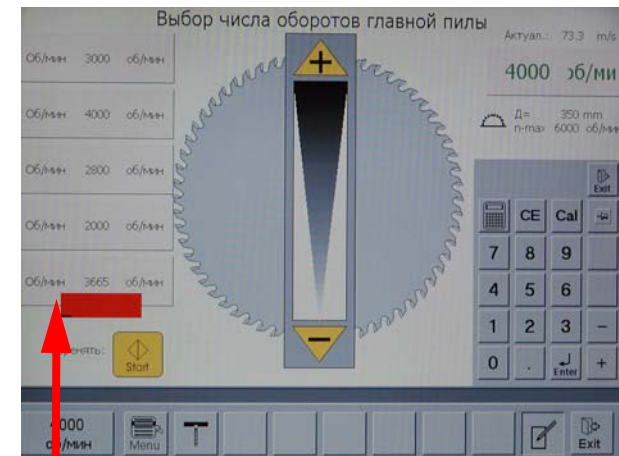 Выбор числа оборотов главной пилы
Актуал.: 73.3 m/s
4000 об/ми
Д= 350 mm
n-max 6000 об/мин
Об/мин 3000 об/мин
Об/мин 4000 об/мин
Об/мин 2800 об/мин
Об/мин 2000 об/мин
Об/мин 3665 об/мин
+
−
Start
Exit
CE Cal
7 8 9
4 5 6
1 2 3 −
0 . Enter +
4000
об/мин
Menu
Exit